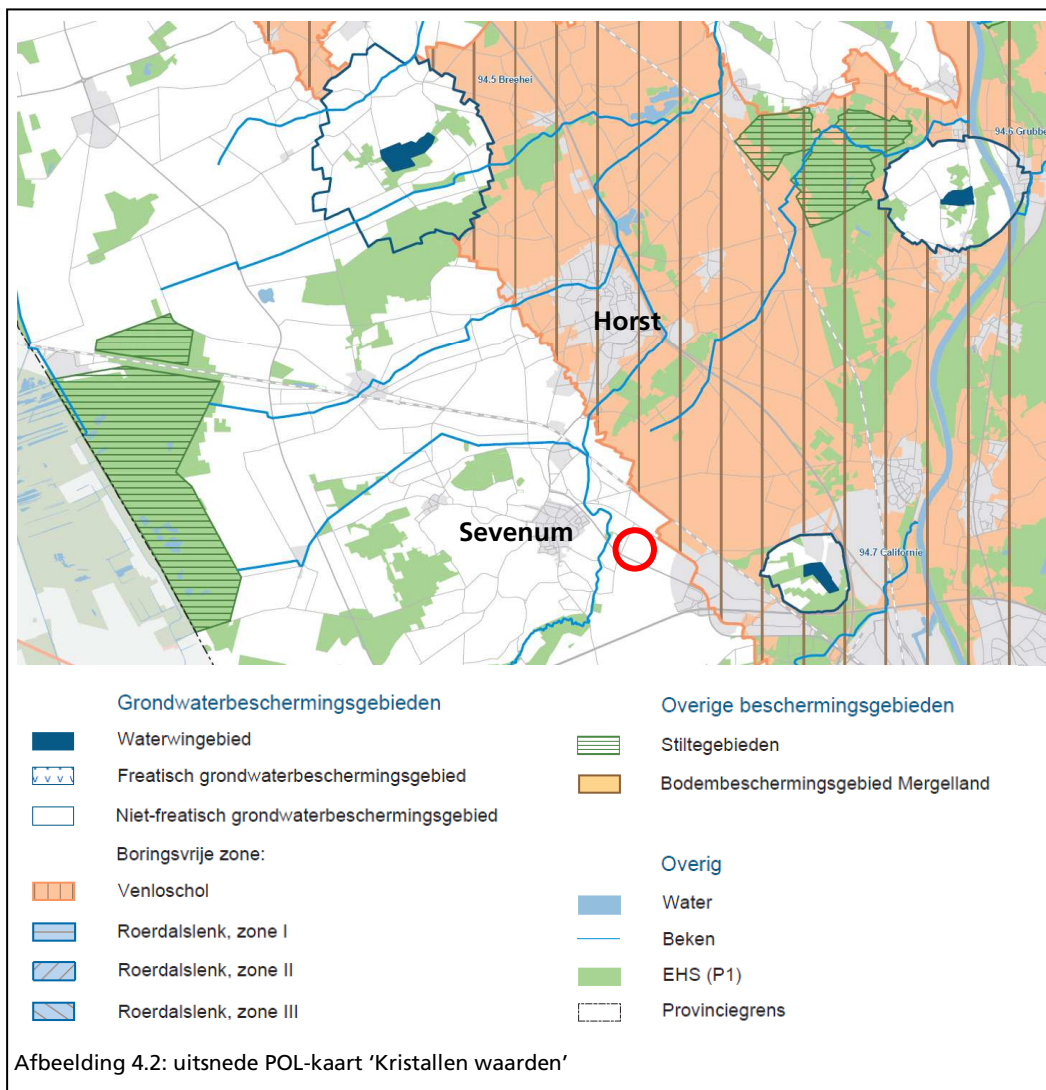 94.5 Breehei
94.6 Grubbe
Horst
Sevenum
94.7 Californie
Grondwaterbeschermingsgebieden
Waterwingebied
Freatisch grondwaterbeschermingsgebied
Niet-freatisch grondwaterbeschermingsgebied
Boringsvrije zone:
Venloschol
Roerdalslenk, zone I
Roerdalslenk, zone II
Roerdalslenk, zone III
Overige beschermingsgebieden
Stiltegebieden
Bodembeschermingsgebied Mergelland
Overig
Water
Beken
EHS (P1)
Provinciegrens
Afbeelding 4.2: uitsnede POL-kaart ‘Kristallen waarden’